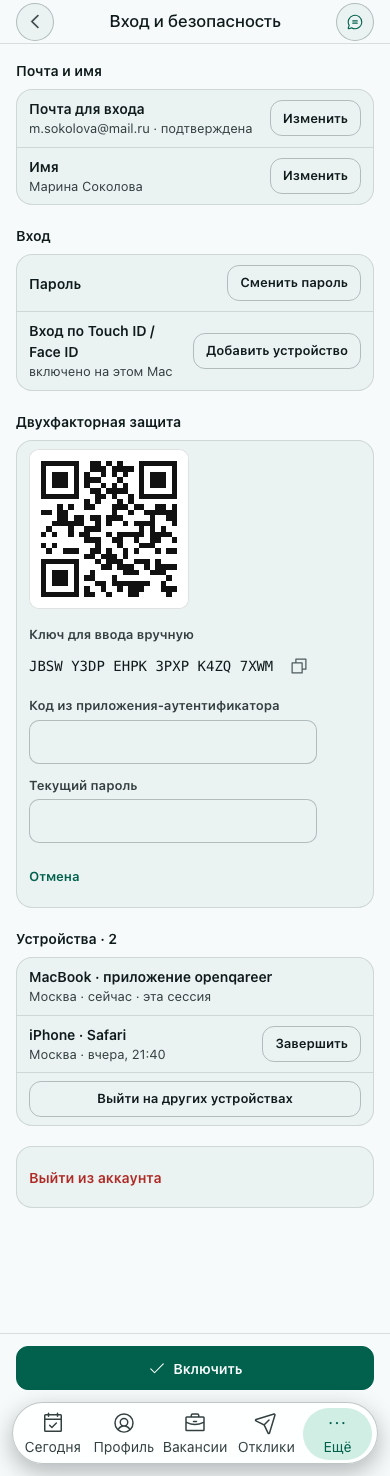 Вход и безопасность
Почта и имя
Почта для входа
m.sokolova@mail.ru · подтверждена
Изменить
Имя
Марина Соколова
Изменить
Вход
Пароль
Сменить пароль
Вход по Touch ID /
Face ID
включено на этом Mac
Добавить устройство
Двухфакторная защита
Ключ для ввода вручную
JBSW Y3DP EHPK 3PXP K4ZQ 7XWM
Код из приложения-аутентификатора
Текущий пароль
Отмена
Устройства · 2
MacBook · приложение openqareer
Москва · сейчас · эта сессия
iPhone · Safari
Москва · вчера, 21:40
Завершить
Выйти на других устройствах
Выйти из аккаунта
Включить
Сегодня
Профиль
Вакансии
Отклики
Ещё